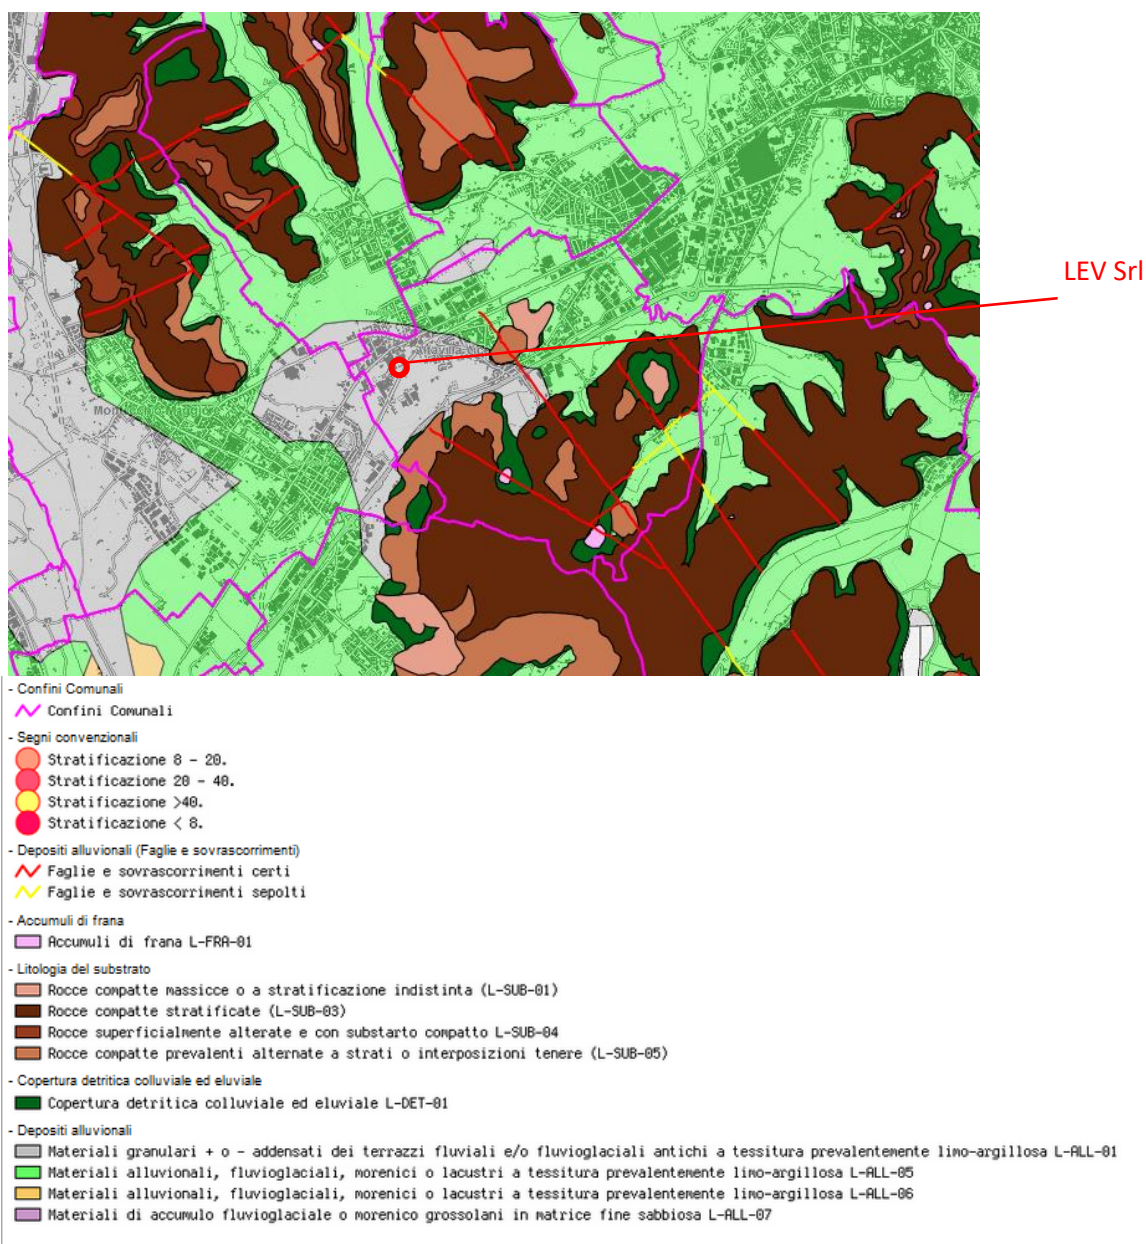 VICE
LEV Srl
Tav
Altavill
Montecchio Maggiore
- Confini Comunali
Confini Comunali
- Segni convenzionali
Stratificazione 8 - 20.
Stratificazione 20 - 40.
Stratificazione >40.
Stratificazione < 8.
- Depositi alluvionali (Faglie e sovrascorrimenti)
Faglie e sovrascorrimenti certi
Faglie e sovrascorrimenti sepolti
- Accumuli di frana
Accumuli di frana L-FRA-01
- Litologia del substrato
Rocce compatte massicce o a stratificazione indistinta (L-SUB-01)
Rocce compatte stratificate (L-SUB-03)
Rocce superficialmente alterate e con substarto compatto L-SUB-04
Rocce compatte prevalenti alternate a strati o interposizioni tenere (L-SUB-05)
- Copertura detritica colluviale ed eluviale
Copertura detritica colluviale ed eluviale L-DET-01
- Depositi alluvionali
Materiali granulari + o - addensati dei terrazzi fluviali e/o fluvioglaciali antichi a tessitura prevalentemente limo-argillosa L-ALL-01
Materiali alluvionali, fluvioglaciali, morenici o lacustri a tessitura prevalentemente limo-argillosa L-ALL-05
Materiali alluvionali, fluvioglaciali, morenici o lacustri a tessitura prevalentemente limo-argillosa L-ALL-06
Materiali di accumulo fluvioglaciale o morenico grossolani in matrice fine sabbiosa L-ALL-07